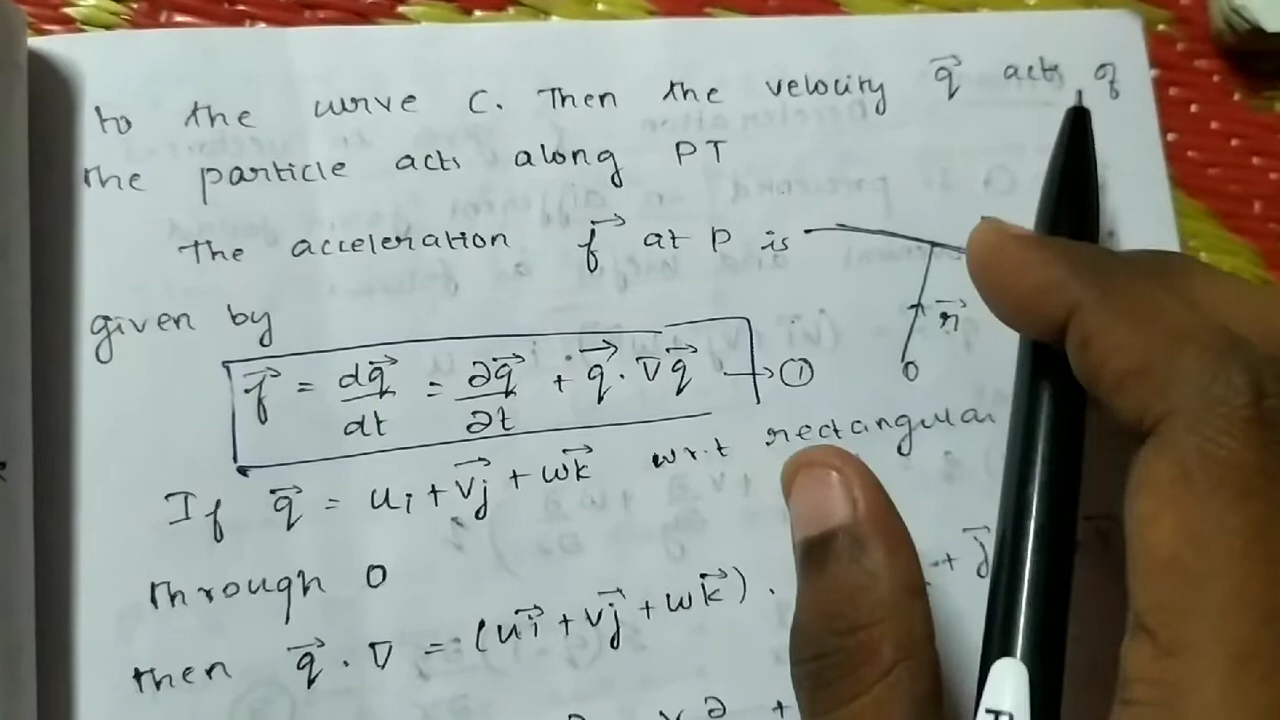 to the curve C. Then the velocity q⃗ acts of
the particle acts along PT
The acceleration f⃗ at P is
given by
f⃗ = dq⃗/dt = ∂q⃗/∂t + q⃗ . ∇q⃗ → ①
r⃗
O
If q⃗ = ui + vj⃗ + wk⃗ w.r.t rectangular
through O
then q⃗ . ∇ = (ui⃗ + vj⃗ + wk⃗) . + j⃗
∂ +